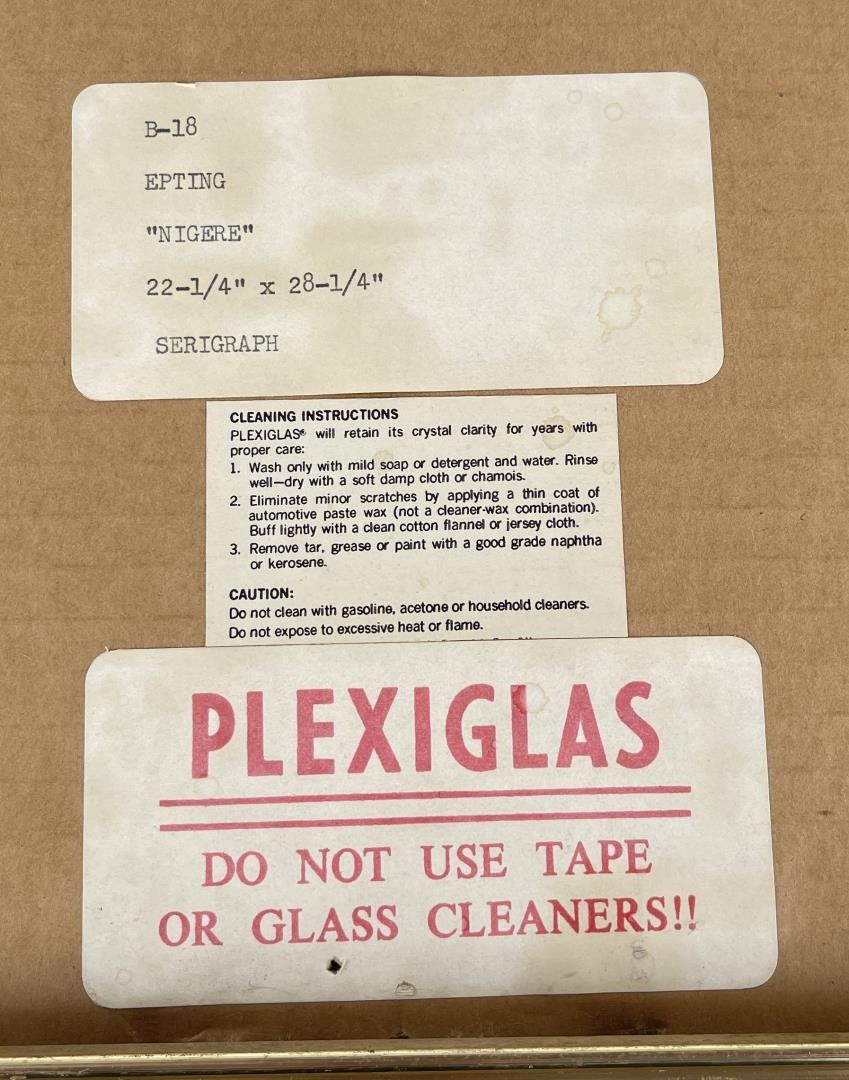 B-18
EPTING
"NIGERE"
22-1/4" x 28-1/4"
SERIGRAPH
CLEANING INSTRUCTIONS
PLEXIGLAS® will retain its crystal clarity for years with
proper care:
1. Wash only with mild soap or detergent and water. Rinse
well—dry with a soft damp cloth or chamois.
2. Eliminate minor scratches by applying a thin coat of
automotive paste wax (not a cleaner-wax combination).
Buff lightly with a clean cotton flannel or jersey cloth.
3. Remove tar, grease or paint with a good grade naphtha
or kerosene.
CAUTION:
Do not clean with gasoline, acetone or household cleaners.
Do not expose to excessive heat or flame.
PLEXIGLAS
DO NOT USE TAPE
OR GLASS CLEANERS!!